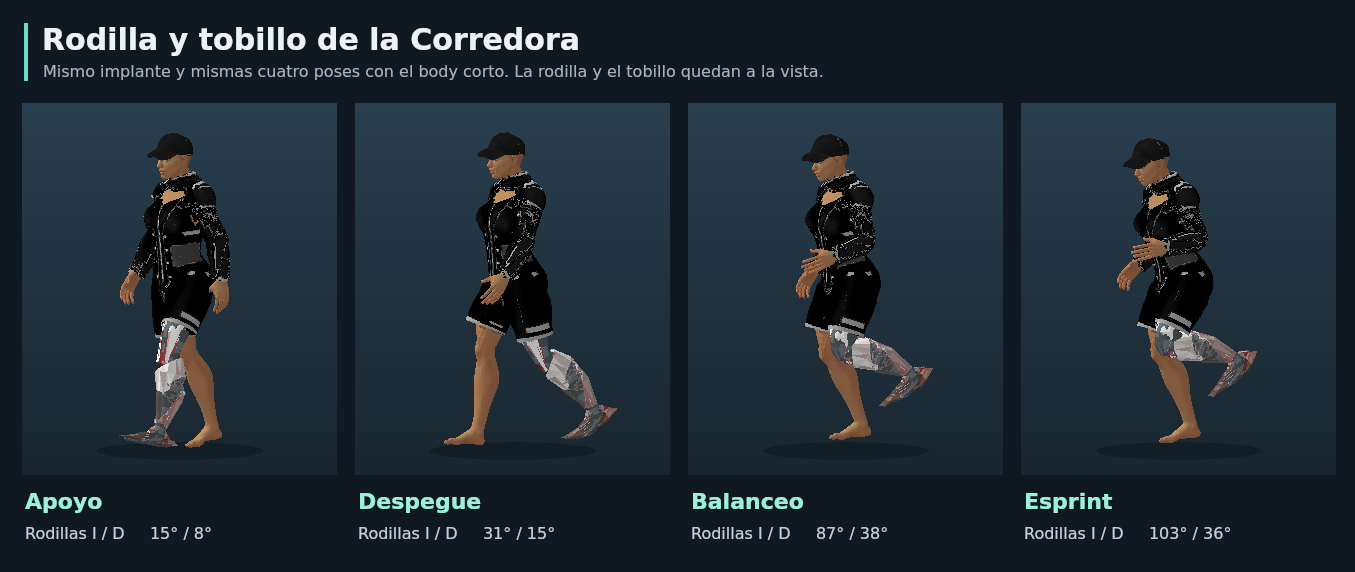 Rodilla y tobillo de la Corredora
Mismo implante y mismas cuatro poses con el body corto. La rodilla y el tobillo quedan a la vista.
Apoyo
Rodillas I / D 15° / 8°
Despegue
Rodillas I / D 31° / 15°
Balanceo
Rodillas I / D 87° / 38°
Esprint
Rodillas I / D 103° / 36°